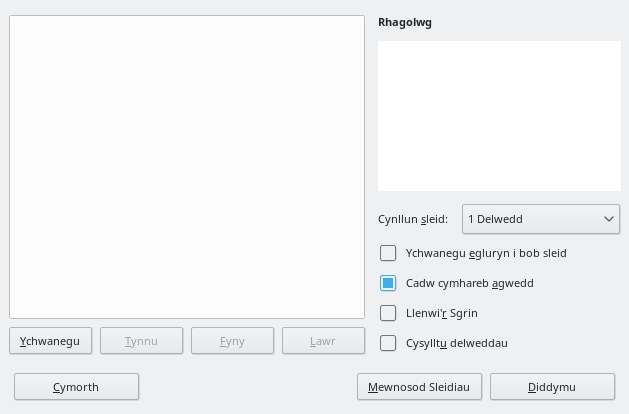 Rhagolwg
Cynllun sleid: 1 Delwedd
Ychwanegu egluryn i bob sleid
Cadw cymhareb agwedd
Llenwi'r Sgrin
Cysylltu delweddau
Ychwanegu Tynnu Fyny Lawr
Cymorth Mewnosod Sleidiau Diddymu